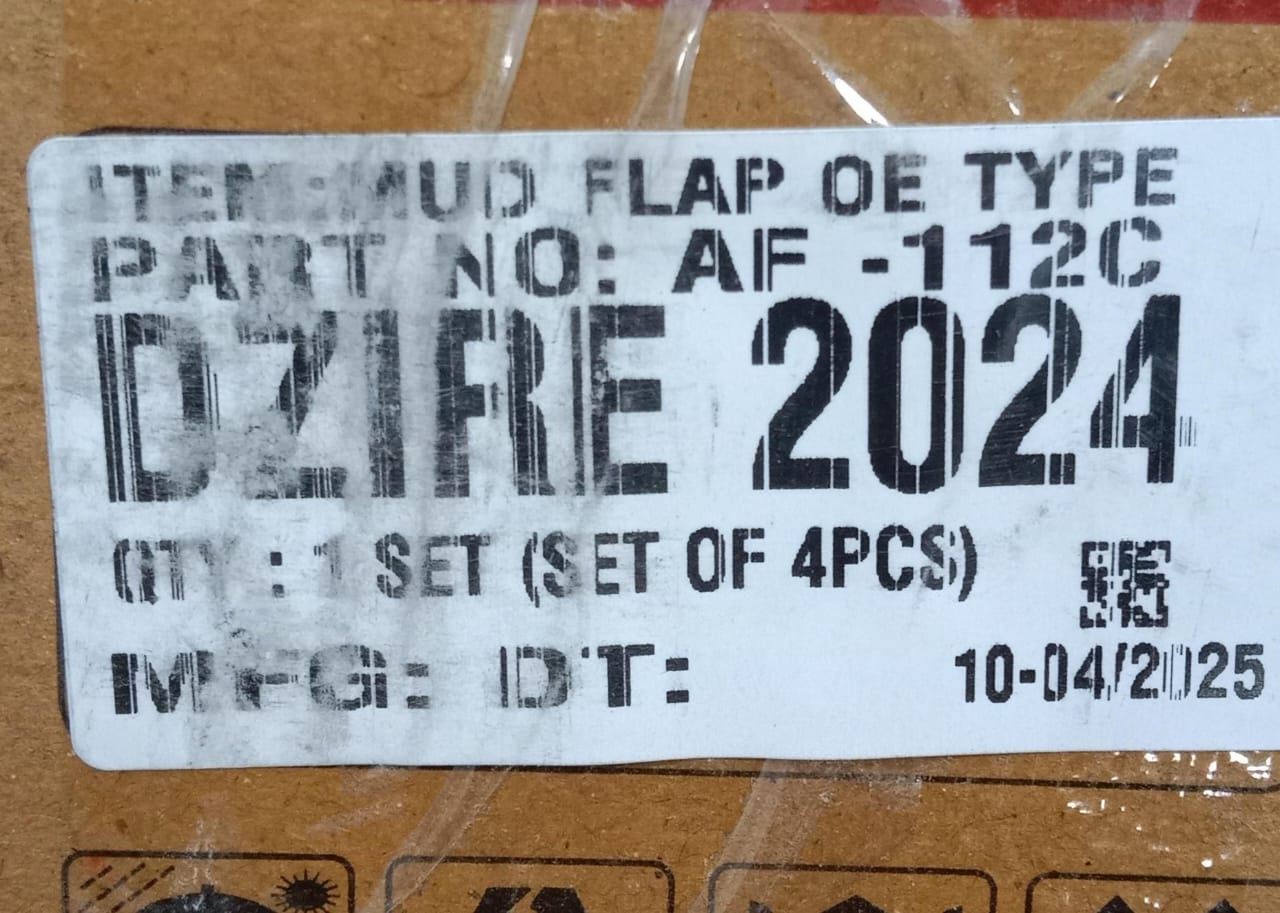 ITEM:MUD FLAP OE TYPE
PART NO: AF -112C
DZIRE 2024
QTY : 1 SET (SET OF 4PCS)
MFG: DT: 10-04/2025